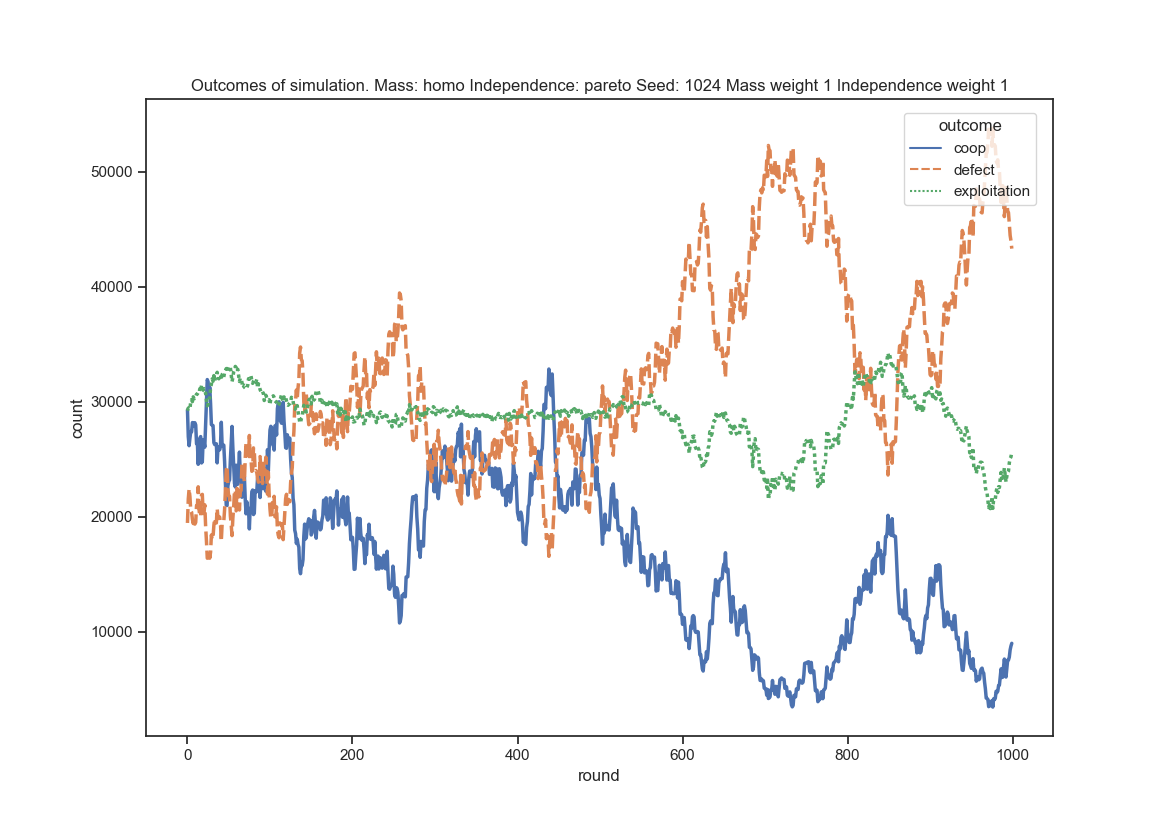 Outcomes of simulation. Mass: homo Independence: pareto Seed: 1024 Mass weight 1 Independence weight 1
outcome
coop
defect
exploitation
50000
40000
30000
20000
10000
count
0 200 400 600 800 1000
round